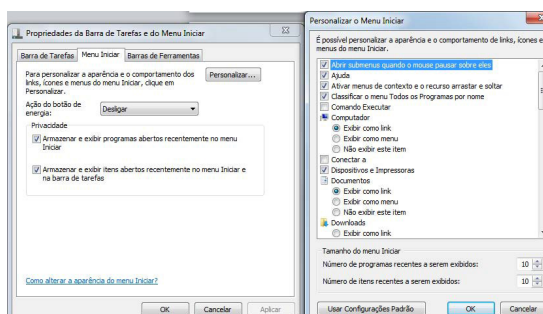 Propriedades da Barra de Tarefas e do Menu Iniciar
Barra de Tarefas
Menu Iniciar
Barras de Ferramentas
Para personalizar a aparência e o comportamento dos
links, ícones e menus do menu Iniciar, clique em
Personalizar.
Personalizar...
Ação do botão de
energia:
Desligar
Privacidade
Armazenar e exibir programas abertos recentemente no menu
Iniciar
Armazenar e exibir itens abertos recentemente no menu Iniciar e
na barra de tarefas
Como alterar a aparência do menu Iniciar?
OK
Cancelar
Aplicar
Personalizar o Menu Iniciar
É possível personalizar a aparência e o comportamento de links, ícones e
menus do menu Iniciar.
Abrir submenus quando o mouse pausar sobre eles
Ajuda
Ativar menus de contexto e o recurso arrastar e soltar
Classificar o menu Todos os Programas por nome
Comando Executar
Computador
Exibir como link
Exibir como menu
Não exibir este item
Conectar a
Dispositivos e Impressoras
Documentos
Exibir como link
Exibir como menu
Não exibir este item
Downloads
Exibir como link
Tamanho do menu Iniciar
Número de programas recentes a serem exibidos:
10
Número de itens recentes a serem exibidos:
10
Usar Configurações Padrão
OK
Cancelar